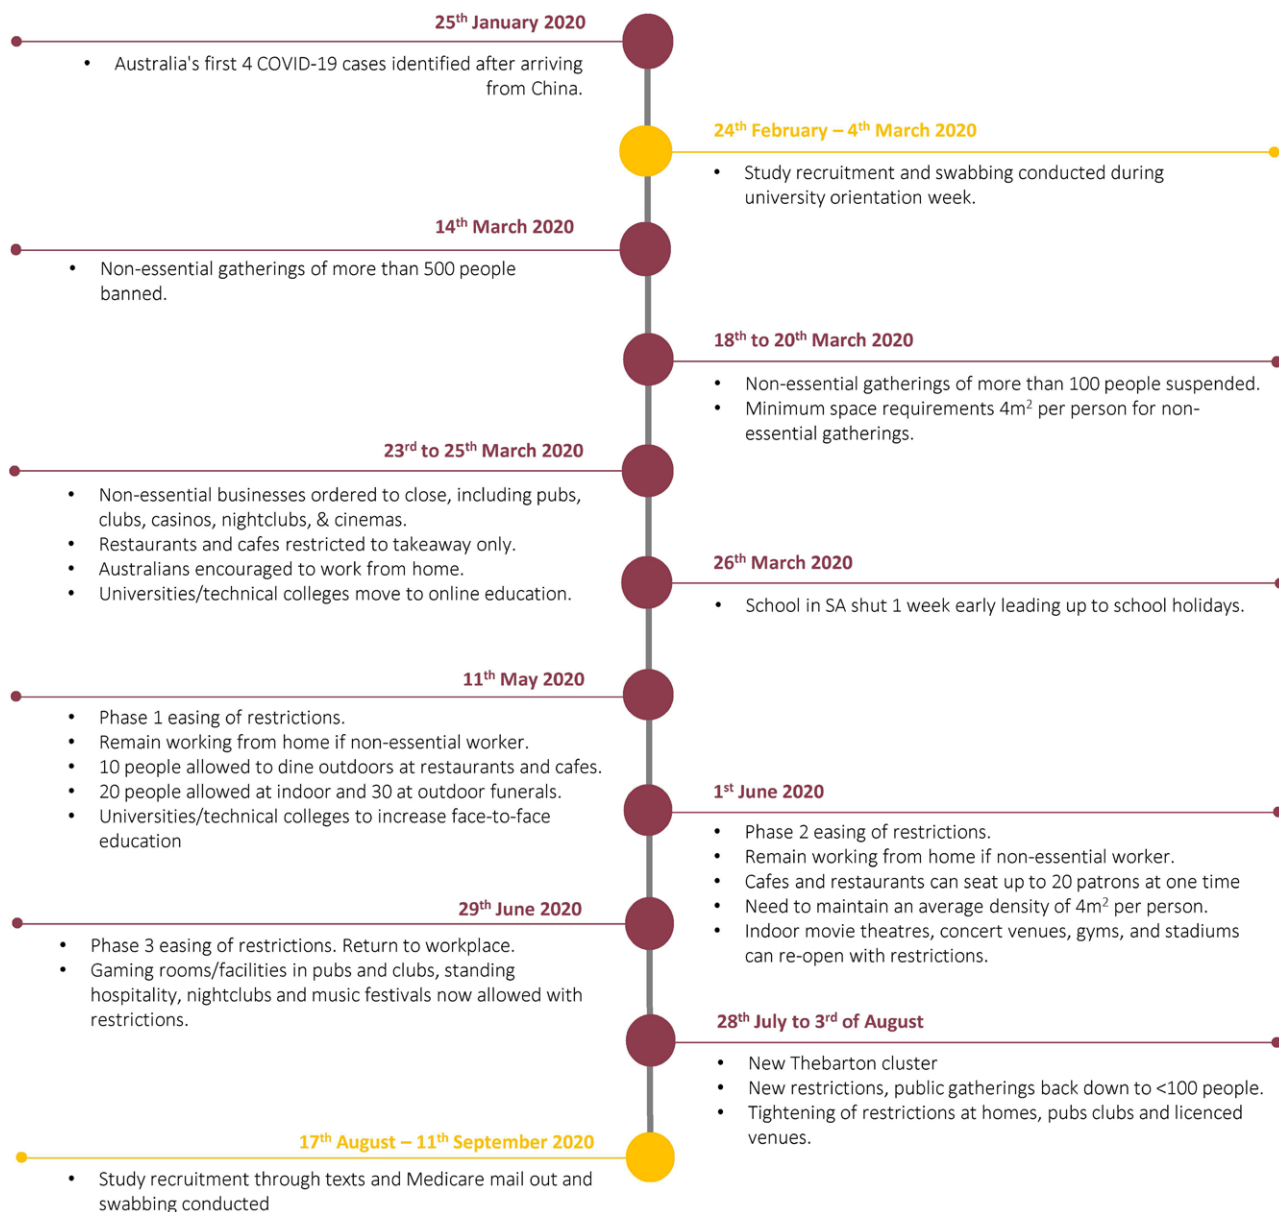 25th January 2020
• Australia's first 4 COVID-19 cases identified after arriving
from China.
24th February – 4th March 2020
• Study recruitment and swabbing conducted during
university orientation week.
14th March 2020
• Non-essential gatherings of more than 500 people
banned.
18th to 20th March 2020
• Non-essential gatherings of more than 100 people suspended.
• Minimum space requirements 4m² per person for non-
essential gatherings.
23rd to 25th March 2020
• Non-essential businesses ordered to close, including pubs,
clubs, casinos, nightclubs, & cinemas.
• Restaurants and cafes restricted to takeaway only.
• Australians encouraged to work from home.
• Universities/technical colleges move to online education.
26th March 2020
• School in SA shut 1 week early leading up to school holidays.
11th May 2020
• Phase 1 easing of restrictions.
• Remain working from home if non-essential worker.
• 10 people allowed to dine outdoors at restaurants and cafes.
• 20 people allowed at indoor and 30 at outdoor funerals.
• Universities/technical colleges to increase face-to-face
education
1st June 2020
• Phase 2 easing of restrictions.
• Remain working from home if non-essential worker.
• Cafes and restaurants can seat up to 20 patrons at one time
• Need to maintain an average density of 4m² per person.
• Indoor movie theatres, concert venues, gyms, and stadiums
can re-open with restrictions.
29th June 2020
• Phase 3 easing of restrictions. Return to workplace.
• Gaming rooms/facilities in pubs and clubs, standing
hospitality, nightclubs and music festivals now allowed with
restrictions.
28th July to 3rd of August
• New Thebarton cluster
• New restrictions, public gatherings back down to <100 people.
• Tightening of restrictions at homes, pubs clubs and licenced
venues.
17th August – 11th September 2020
• Study recruitment through texts and Medicare mail out and
swabbing conducted